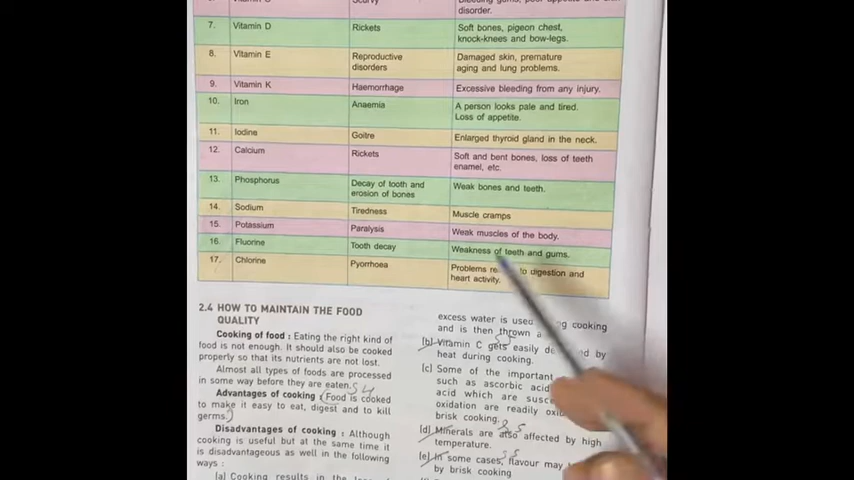 disorder.
7. Vitamin D Rickets Soft bones, pigeon chest,
knock-knees and bow-legs.
8. Vitamin E Reproductive Damaged skin, premature
disorders aging and lung problems.
9. Vitamin K Haemorrhage Excessive bleeding from any injury.
10. Iron Anaemia A person looks pale and tired.
Loss of appetite.
11. Iodine Goitre Enlarged thyroid gland in the neck.
12. Calcium Rickets Soft and bent bones, loss of teeth
enamel, etc.
13. Phosphorus Decay of tooth and Weak bones and teeth.
erosion of bones
14. Sodium Tiredness Muscle cramps
15. Potassium Paralysis Weak muscles of the body.
16. Fluorine Tooth decay Weakness of teeth and gums.
17. Chlorine Pyorrhoea Problems to digestion and
heart activity.
2.4 HOW TO MAINTAIN THE FOOD
QUALITY
Cooking of food : Eating the right kind of
food is not enough. It should also be cooked
properly so that its nutrients are not lost.
Almost all types of foods are processed
in some way before they are eaten.
Advantages of cooking : Food is cooked
to make it easy to eat, digest and to kill
germs.
Disadvantages of cooking : Although
cooking is useful but at the same time it
is disadvantageous as well in the following
ways :
(a) Cooking results in the
excess water is used cooking
and is then thrown
(b) Vitamin C gets easily by
heat during cooking.
(c) Some of the important
such as ascorbic acid
acid which are
oxidation are readily
brisk cooking.
(d) Minerals are also affected by high
temperature.
(e) In some cases, flavour may
by brisk cooking